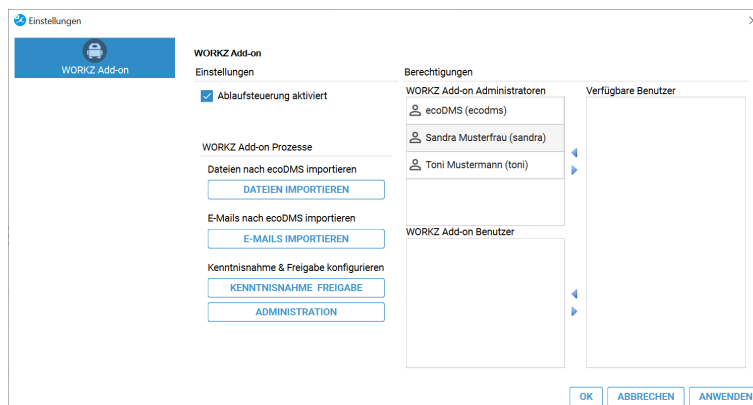 Einstellungen
WORKZ Add-on
WORKZ Add-on
Einstellungen
Ablaufsteuerung aktiviert
WORKZ Add-on Prozesse
Dateien nach ecoDMS importieren
DATEIEN IMPORTIEREN
E-Mails nach ecoDMS importieren
E-MAILS IMPORTIEREN
Kenntnisnahme & Freigabe konfigurieren
KENNTNISNAHME FREIGABE
ADMINISTRATION
Berechtigungen
WORKZ Add-on Administratoren
ecoDMS (ecodms)
Sandra Musterfrau (sandra)
Toni Mustermann (toni)
WORKZ Add-on Benutzer
Verfügbare Benutzer
OK
ABBRECHEN
ANWENDEN